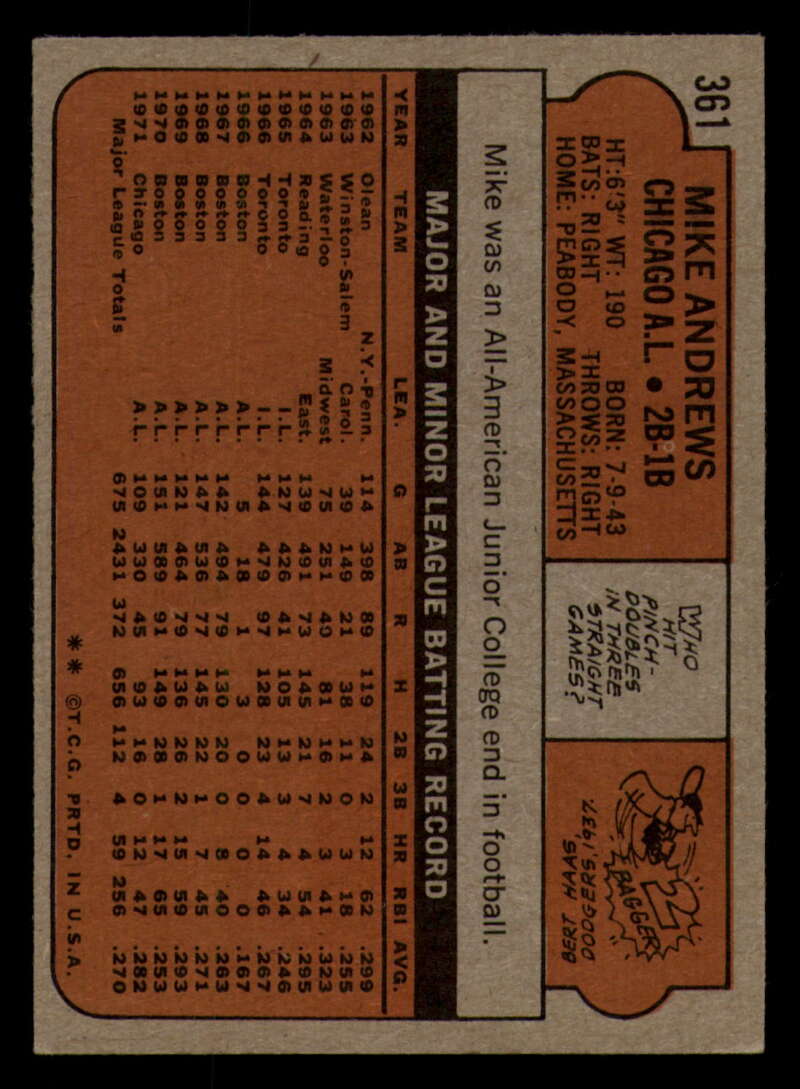 361
MIKE ANDREWS
CHICAGO A.L. • 2B-1B
HT: 6'3" WT: 190 BORN: 7-9-43
BATS: RIGHT THROWS: RIGHT
HOME: PEABODY, MASSACHUSETTS
WHO
HIT
PINCH-
DOUBLES
IN THREE
STRAIGHT
GAMES?
2 BAGGER
BERT HAAS,
DODGERS, 1937.
Mike was an All-American Junior College end in football.
MAJOR AND MINOR LEAGUE BATTING RECORD
YEAR TEAM LEA. G AB R H 2B 3B HR RBI AVG.
1962 Olean N.Y.-Penn. 114 398 89 119 24 2 12 62 .299
1963 Winston-Salem Carol. 39 149 21 38 11 0 3 18 .255
1963 Waterloo Midwest 75 251 40 81 16 2 3 41 .323
1964 Reading East. 139 491 73 145 21 7 4 54 .295
1965 Toronto I.L. 127 426 41 105 13 3 4 34 .246
1966 Toronto I.L. 144 479 97 128 23 4 14 46 .267
1966 Boston A.L. 5 18 1 3 0 0 0 0 .167
1967 Boston A.L. 142 494 79 130 20 0 8 40 .263
1968 Boston A.L. 147 536 77 145 22 1 7 45 .271
1969 Boston A.L. 121 464 79 136 26 2 15 59 .293
1970 Boston A.L. 151 589 91 149 28 1 17 65 .253
1971 Chicago A.L. 109 330 45 93 16 0 12 47 .282
Major League Totals 675 2431 372 656 112 4 59 256 .270
** ©T.C.G. PRTD. IN U.S.A.